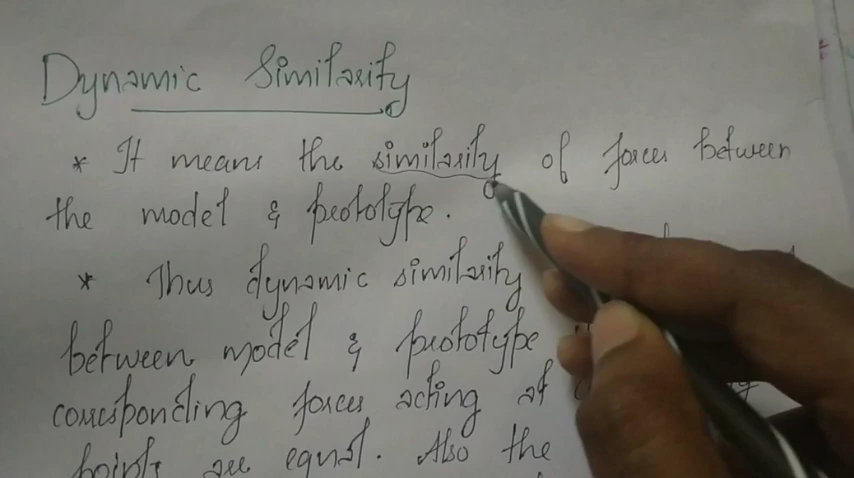 Dynamic Similarity
* It means the similarity of forces between
the model & prototype.
* Thus dynamic similarity
between model & prototype
corresponding forces acting at
points are equal. Also the